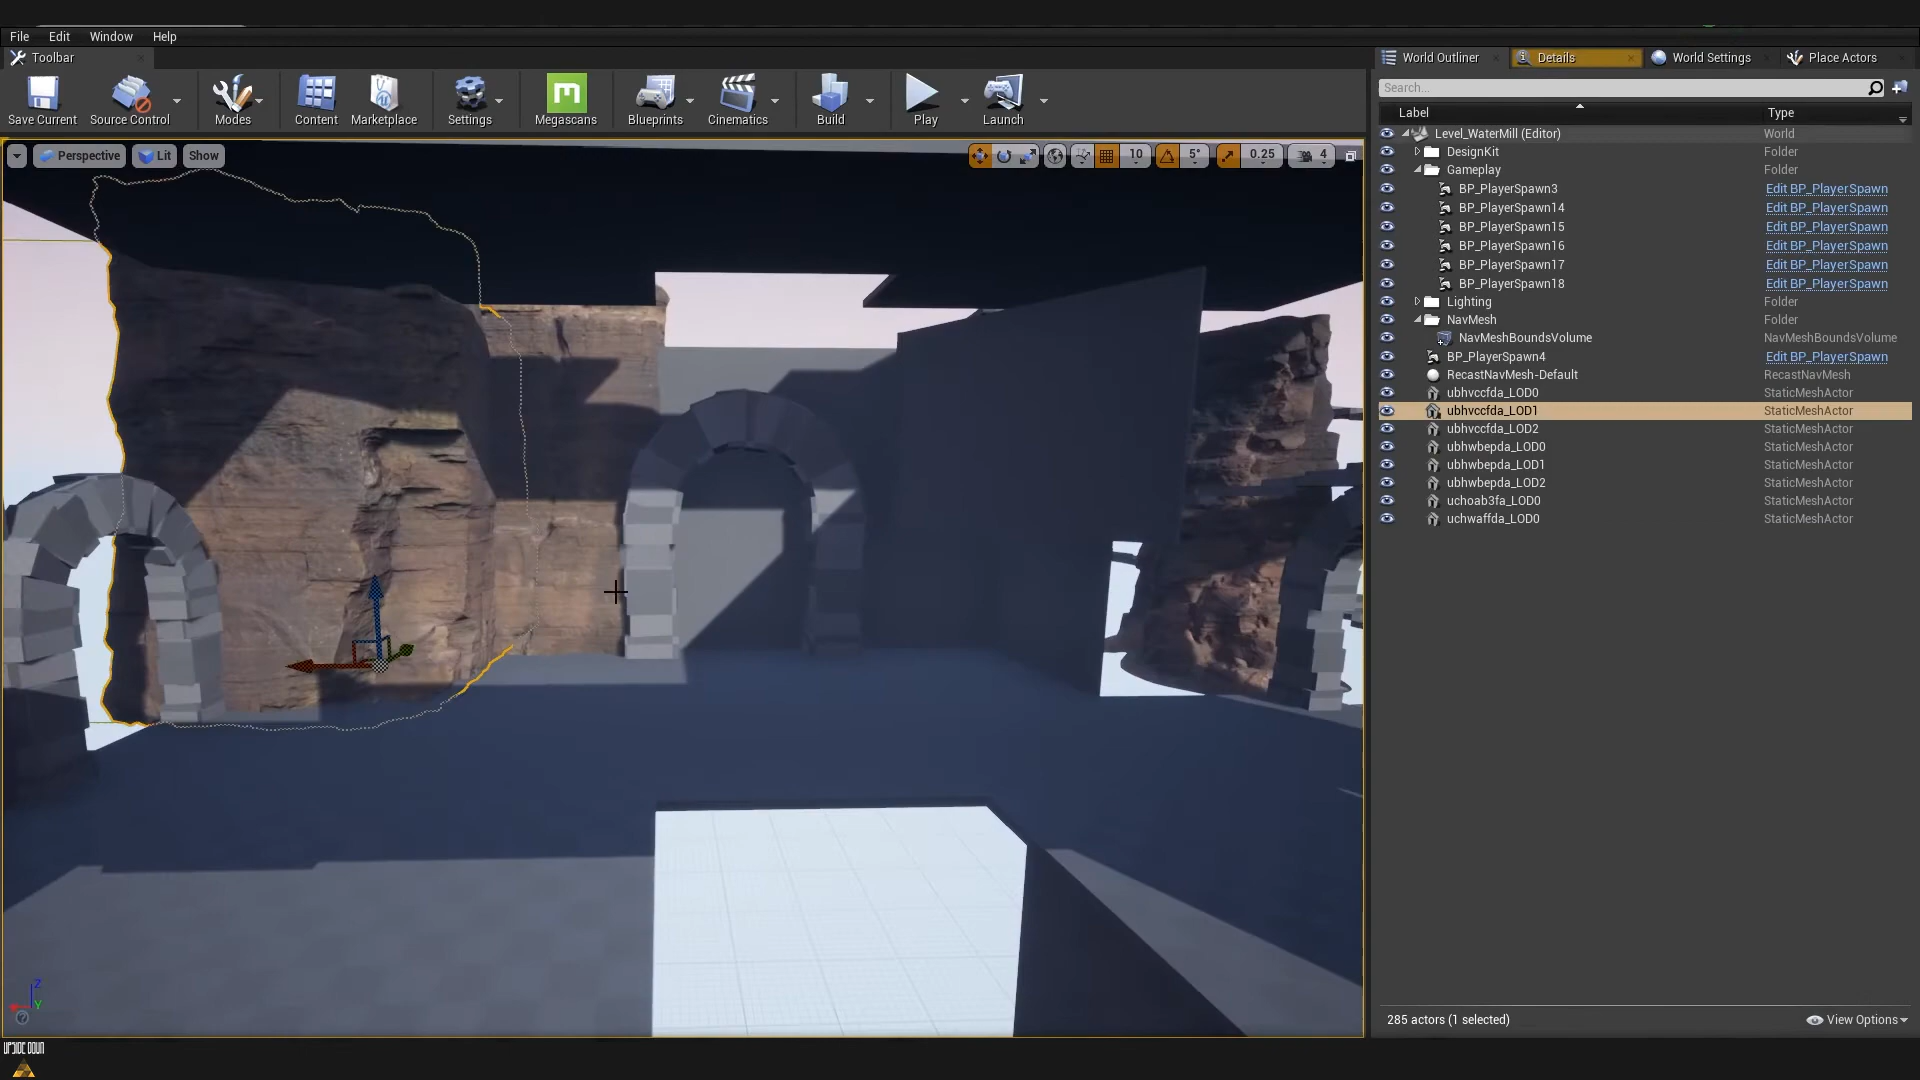 File Edit Window Help
Toolbar
Save Current Source Control Modes Content Marketplace Settings Megascans Blueprints Cinematics Build Play Launch
Perspective Lit Show
10 5° 0.25 4
World Outliner Details World Settings Place Actors
Search...
Label Type
Level_WaterMill (Editor) World
DesignKit Folder
Gameplay Folder
BP_PlayerSpawn3 Edit BP_PlayerSpawn
BP_PlayerSpawn14 Edit BP_PlayerSpawn
BP_PlayerSpawn15 Edit BP_PlayerSpawn
BP_PlayerSpawn16 Edit BP_PlayerSpawn
BP_PlayerSpawn17 Edit BP_PlayerSpawn
BP_PlayerSpawn18 Edit BP_PlayerSpawn
Lighting Folder
NavMesh Folder
NavMeshBoundsVolume NavMeshBoundsVolume
BP_PlayerSpawn4 Edit BP_PlayerSpawn
RecastNavMesh-Default RecastNavMesh
ubhvccfda_LOD0 StaticMeshActor
ubhvccfda_LOD1 StaticMeshActor
ubhvccfda_LOD2 StaticMeshActor
ubhwbepda_LOD0 StaticMeshActor
ubhwbepda_LOD1 StaticMeshActor
ubhwbepda_LOD2 StaticMeshActor
uchoab3fa_LOD0 StaticMeshActor
uchwaffda_LOD0 StaticMeshActor
285 actors (1 selected) View Options
Z
Y
UPSIDE DOWN